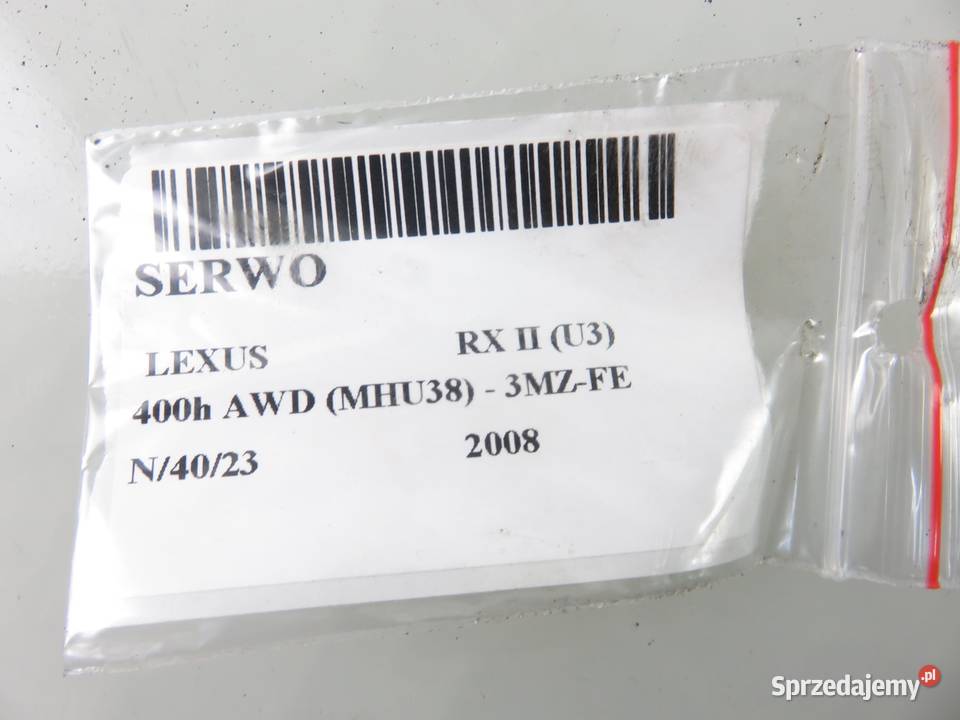 SERWO
LEXUS RX II (U3)
400h AWD (MHU38) - 3MZ-FE
N/40/23 2008
Sprzedajemy.pl